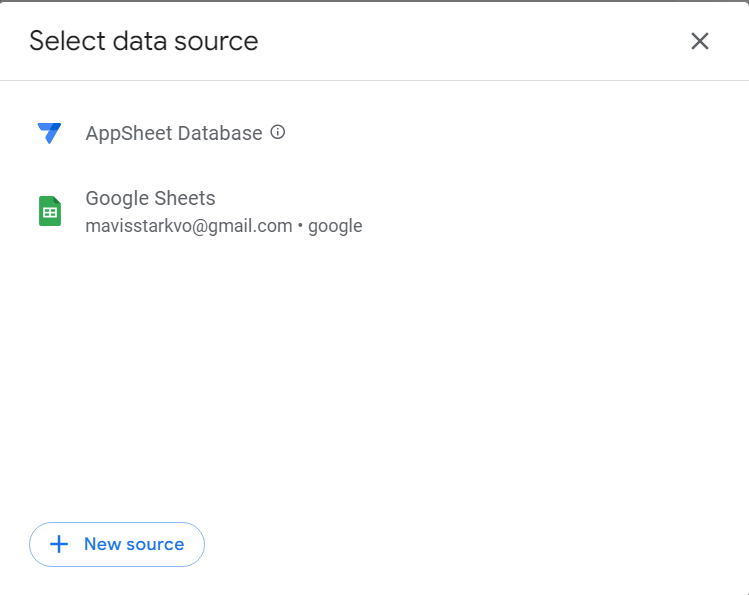 Select data source
AppSheet Database
Google Sheets
mavisstarkvo@gmail.com • google
New source